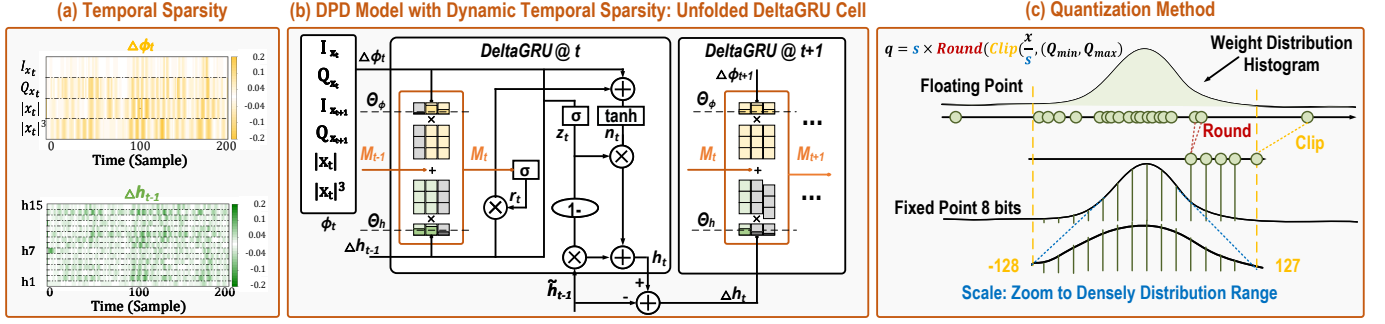 (a) Temporal Sparsity
Δϕt
Ixt
Qxt
|xt|
|xt|³
0.2
0.1
0.04
-0.04
-0.1
-0.2
0
100
200
Time (Sample)
Δht-1
h15
h7
h1
0.2
0.1
0.04
-0.04
-0.1
-0.2
0
100
200
Time (Sample)
(b) DPD Model with Dynamic Temporal Sparsity: Unfolded DeltaGRU Cell
Ixt
Qxt
Ixt+1
Qxt+1
|xt|
|xt|³
ϕt
Δϕt
DeltaGRU @ t
Θϕ
×
Mt-1
+
Mt
×
Θh
Δht-1
σ
zt
tanh
nt
σ
rt
1-
ht
h̃t-1
+
-
Δht
DeltaGRU @ t+1
Δϕt+1
Θϕ
×
...
Mt
+
Mt+1
...
×
Θh
(c) Quantization Method
q = s × Round(Clip(x/s, (Qmin, Qmax)
Weight Distribution
Histogram
Floating Point
Round
Clip
Fixed Point 8 bits
-128
127
Scale: Zoom to Densely Distribution Range